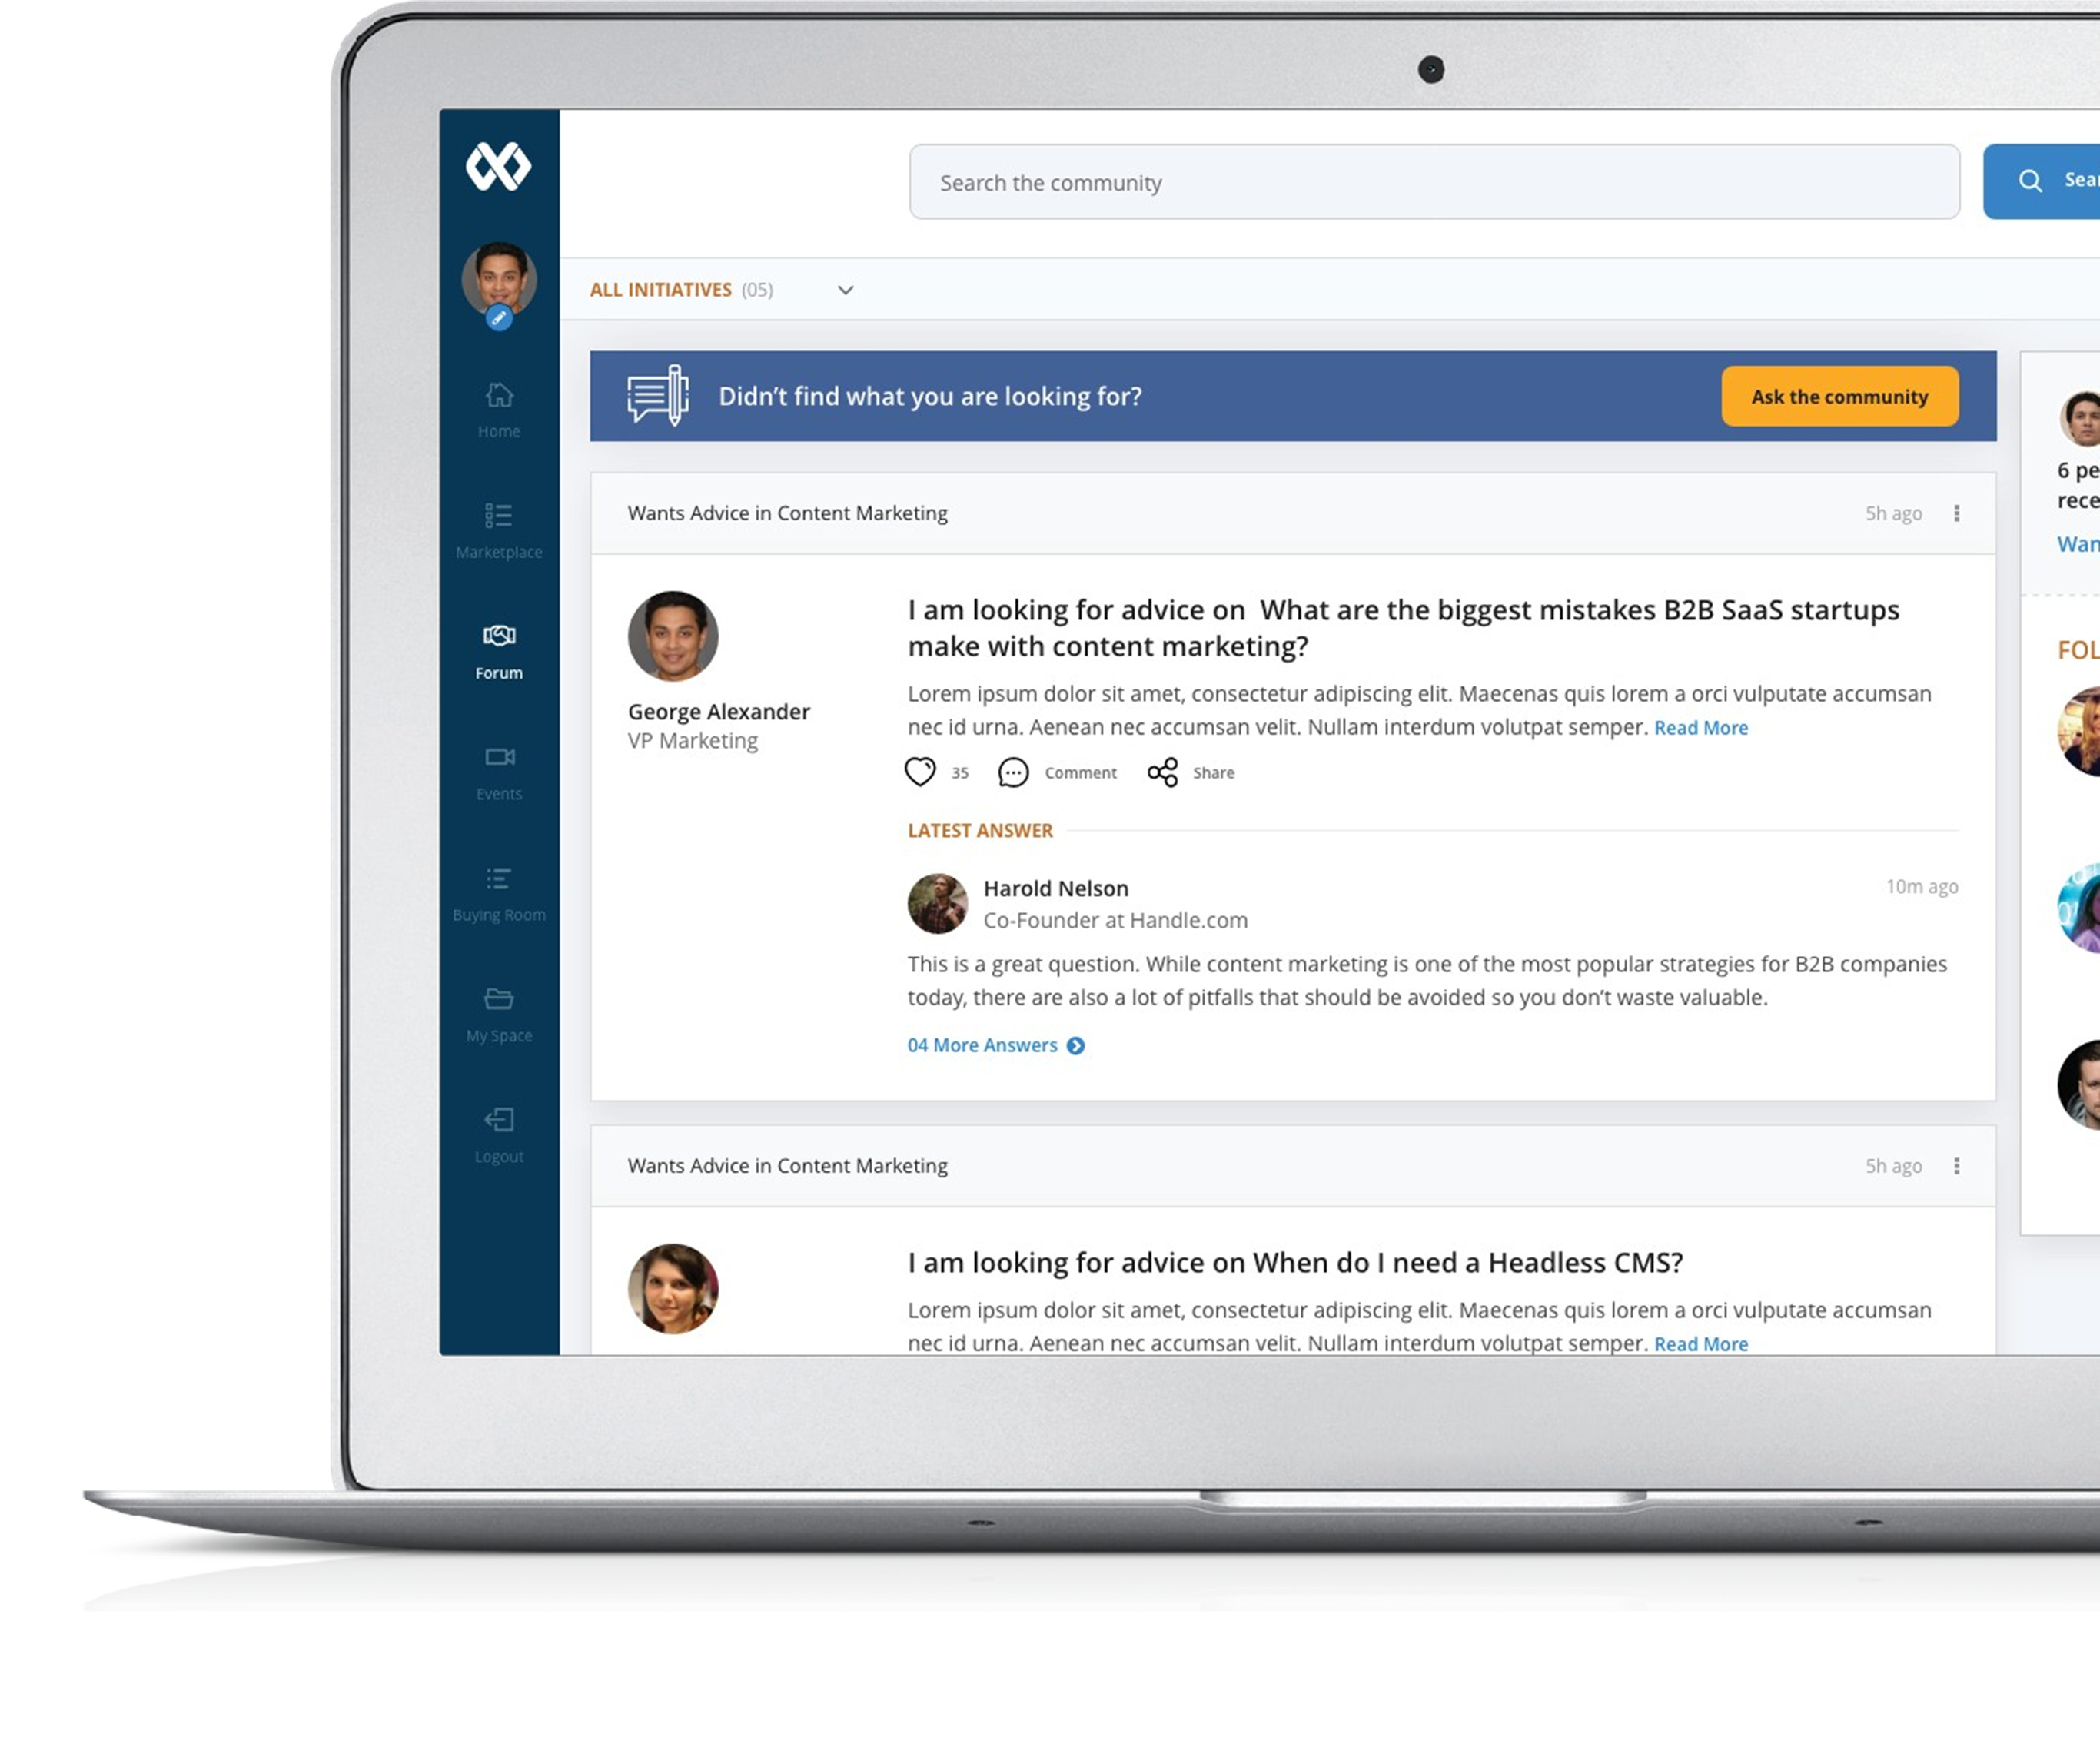 Search the community
ALL INITIATIVES (05)
Didn't find what you are looking for?
Ask the community
Home
Marketplace
Forum
Events
Buying Room
My Space
Logout
Wants Advice in Content Marketing
5h ago
George Alexander
VP Marketing
I am looking for advice on  What are the biggest mistakes B2B SaaS startups
make with content marketing?
Lorem ipsum dolor sit amet, consectetur adipiscing elit. Maecenas quis lorem a orci vulputate accumsan
nec id urna. Aenean nec accumsan velit. Nullam interdum volutpat semper. Read More
35
Comment
Share
LATEST ANSWER
Harold Nelson
10m ago
Co-Founder at Handle.com
This is a great question. While content marketing is one of the most popular strategies for B2B companies
today, there are also a lot of pitfalls that should be avoided so you don't waste valuable.
04 More Answers
Wants Advice in Content Marketing
5h ago
I am looking for advice on When do I need a Headless CMS?
Lorem ipsum dolor sit amet, consectetur adipiscing elit. Maecenas quis lorem a orci vulputate accumsan
nec id urna. Aenean nec accumsan velit. Nullam interdum volutpat semper. Read More
6